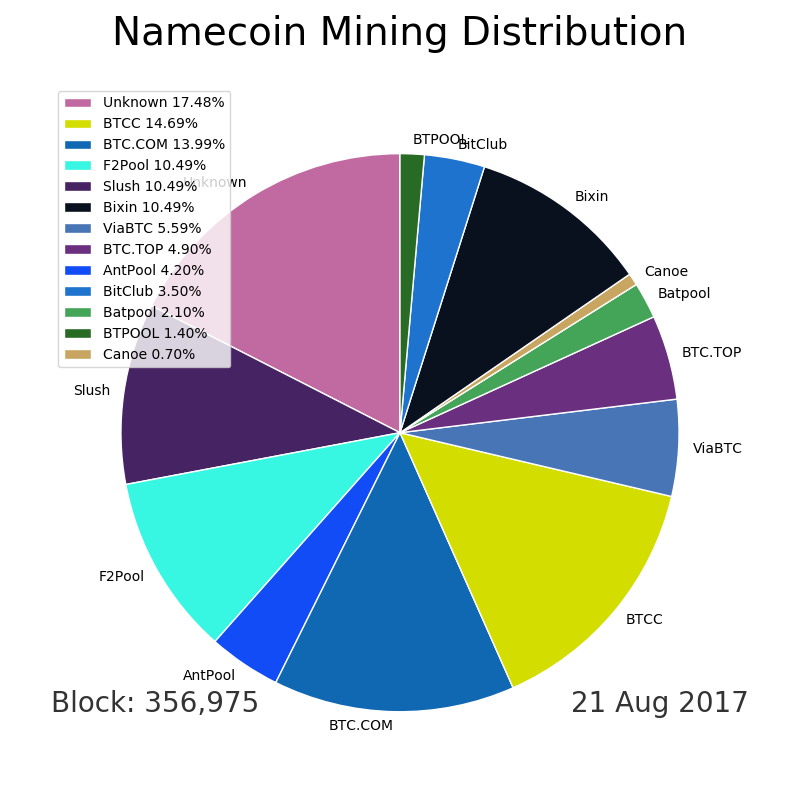 Namecoin Mining Distribution
Unknown 17.48%
BTCC 14.69%
BTC.COM 13.99%
F2Pool 10.49%
Slush 10.49%
Bixin 10.49%
ViaBTC 5.59%
BTC.TOP 4.90%
AntPool 4.20%
BitClub 3.50%
Batpool 2.10%
BTPOOL 1.40%
Canoe 0.70%
BTPOOL
BitClub
Unknown
Bixin
Canoe
Batpool
BTC.TOP
Slush
ViaBTC
F2Pool
BTCC
AntPool
BTC.COM
Block: 356,975
21 Aug 2017